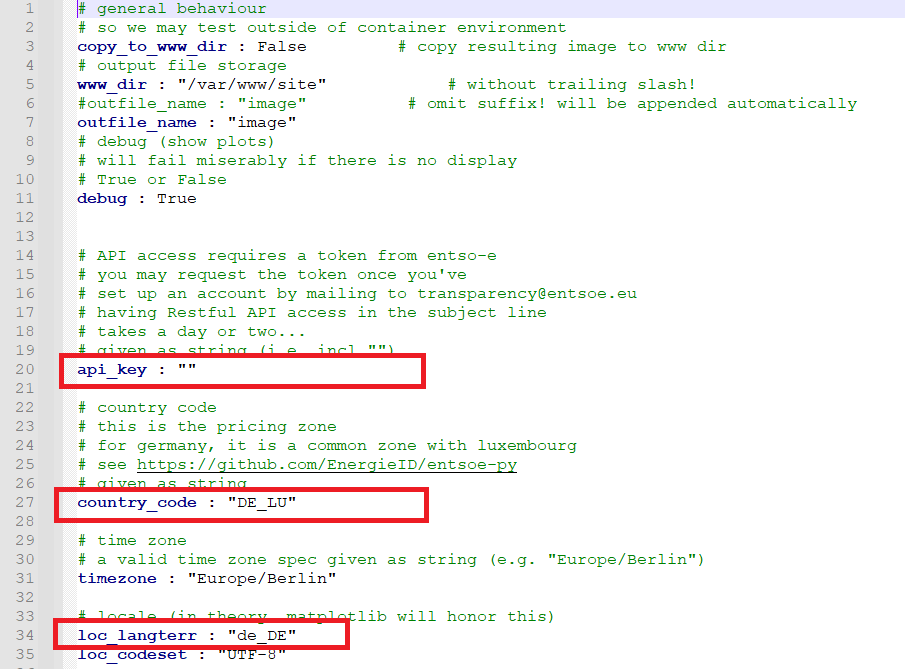 1 # general behaviour
2 # so we may test outside of container environment
3 copy_to_www_dir : False # copy resulting image to www dir
4 # output file storage
5 www_dir : "/var/www/site" # without trailing slash!
6 #outfile_name : "image" # omit suffix! will be appended automatically
7 outfile_name : "image"
8 # debug (show plots)
9 # will fail miserably if there is no display
10 # True or False
11 debug : True
12
13
14 # API access requires a token from entso-e
15 # you may request the token once you've
16 # set up an account by mailing to transparency@entsoe.eu
17 # having Restful API access in the subject line
18 # takes a day or two...
19 # given as string (i.e. incl "")
20 api_key : ""
21
22 # country code
23 # this is the pricing zone
24 # for germany, it is a common zone with luxembourg
25 # see https://github.com/EnergieID/entsoe-py
26 # given as string
27 country_code : "DE_LU"
28
29 # time zone
30 # a valid time zone spec given as string (e.g. "Europe/Berlin")
31 timezone : "Europe/Berlin"
32
33 # locale (in theory, matplotlib will honor this)
34 loc_langterr : "de_DE"
35 loc_codeset : "UTF-8"